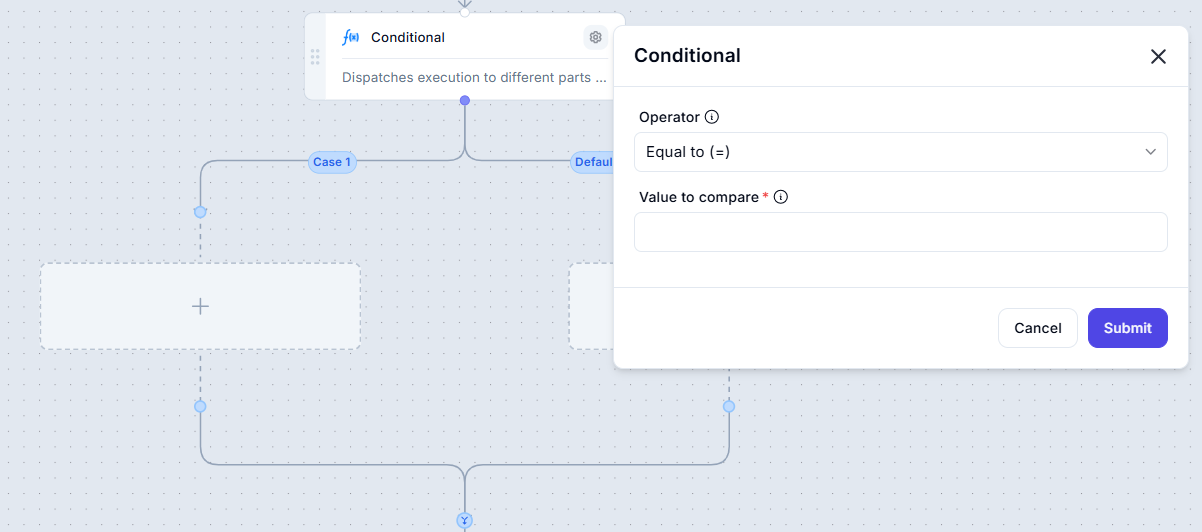 f(x)
Conditional
Dispatches execution to different parts ...
Case 1
Defaul
Conditional
Operator
Equal to (=)
Value to compare *
Cancel
Submit